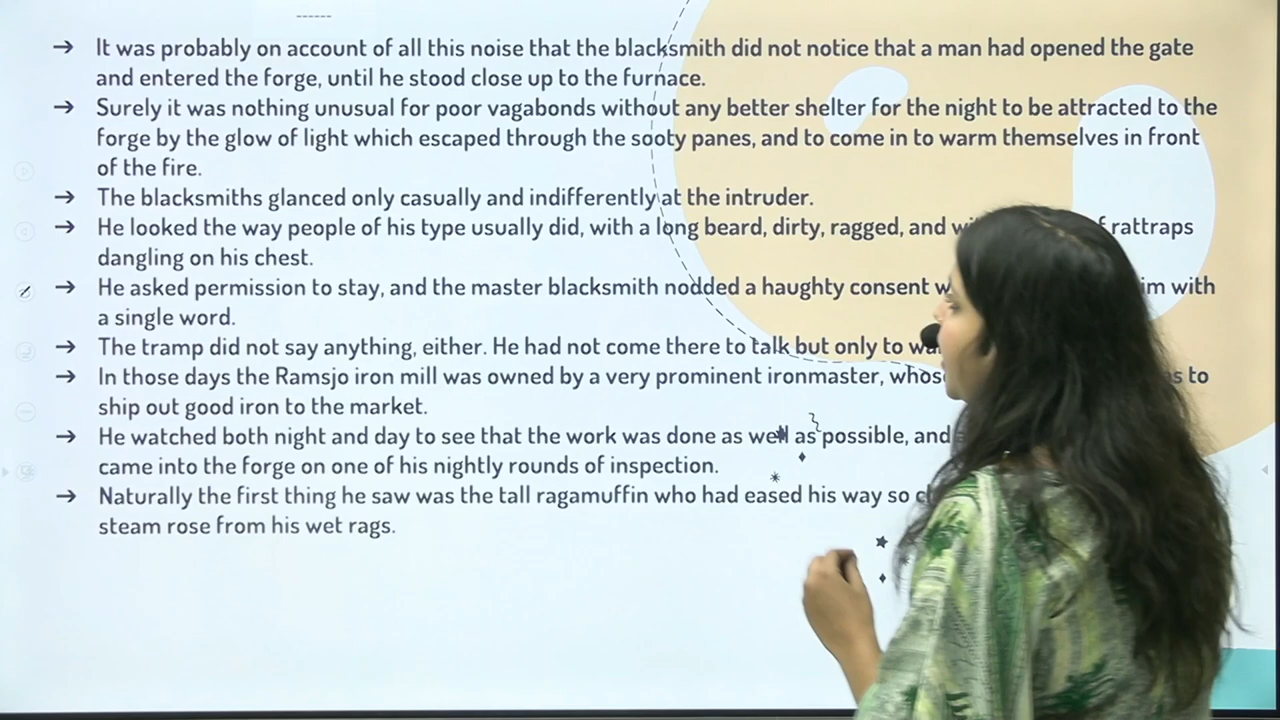 ------
→ It was probably on account of all this noise that the blacksmith did not notice that a man had opened the gate
and entered the forge, until he stood close up to the furnace.
→ Surely it was nothing unusual for poor vagabonds without any better shelter for the night to be attracted to the
forge by the glow of light which escaped through the sooty panes, and to come in to warm themselves in front
of the fire.
→ The blacksmiths glanced only casually and indifferently at the intruder.
→ He looked the way people of his type usually did, with a long beard, dirty, ragged, and rattraps
dangling on his chest.
→ He asked permission to stay, and the master blacksmith nodded a haughty consent with
a single word.
→ The tramp did not say anything, either. He had not come there to talk but only to
→ In those days the Ramsjo iron mill was owned by a very prominent ironmaster, to
ship out good iron to the market.
→ He watched both night and day to see that the work was done as well as possible, and
came into the forge on one of his nightly rounds of inspection.
→ Naturally the first thing he saw was the tall ragamuffin who had eased his way so
steam rose from his wet rags.